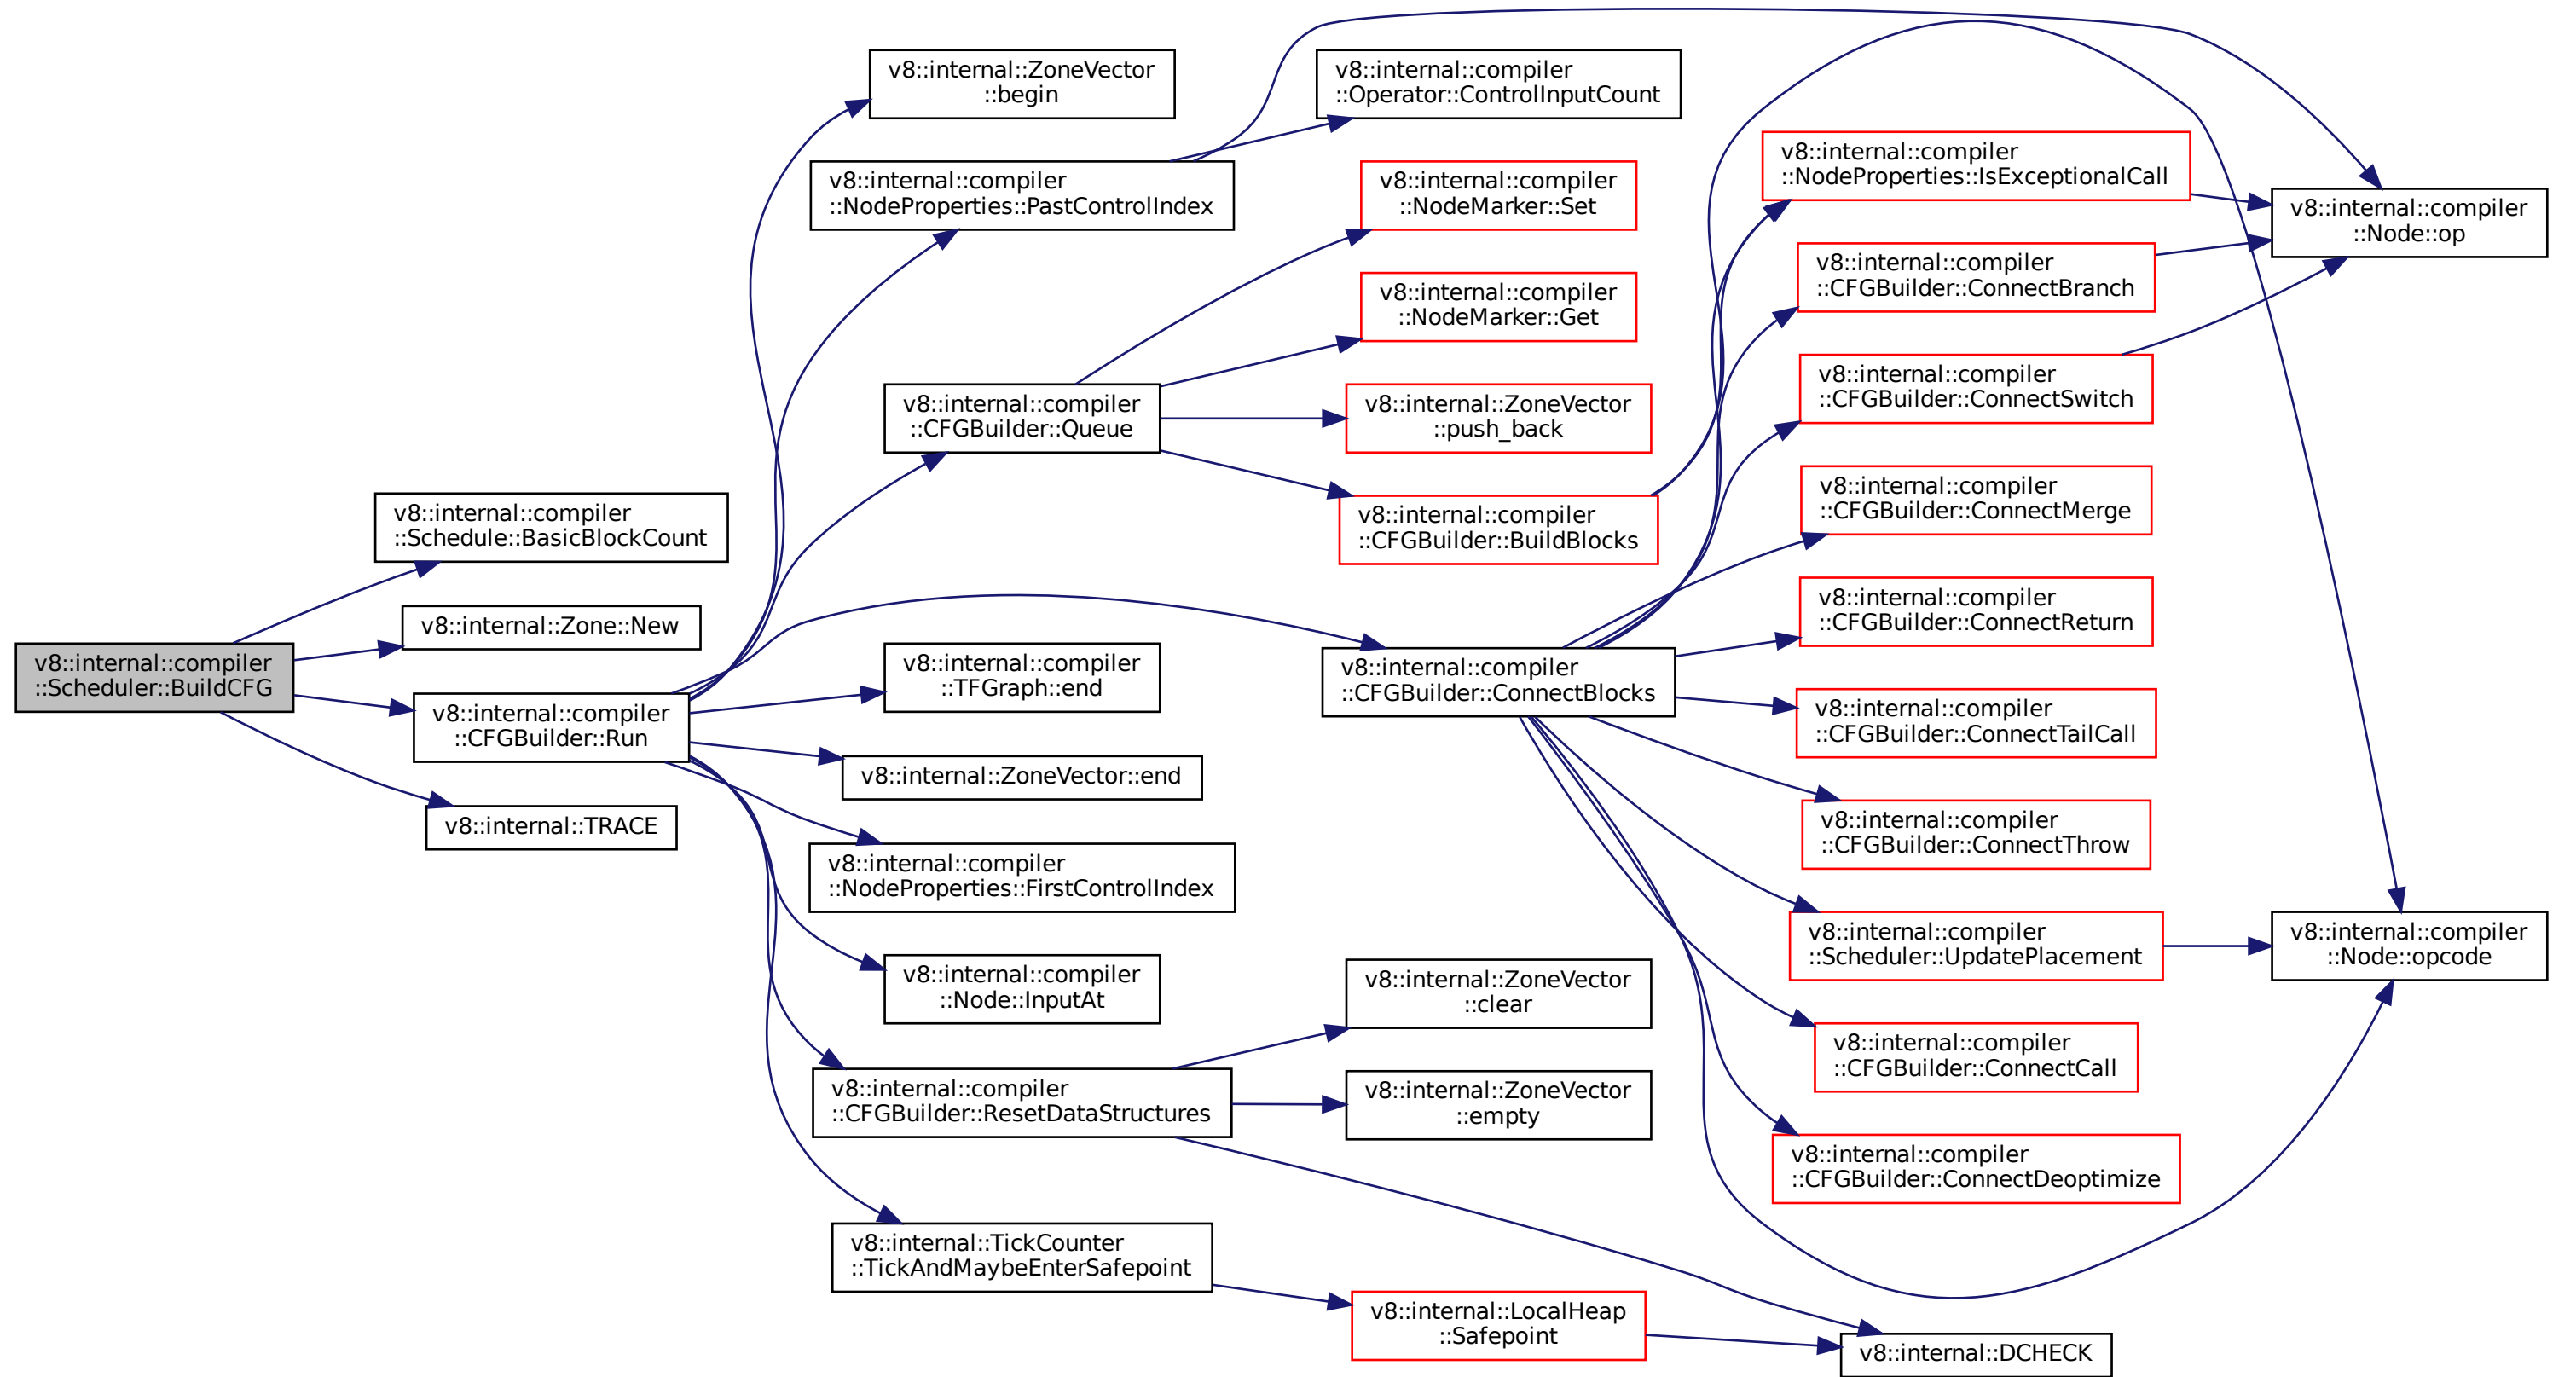 v8::internal::compiler
::Scheduler::BuildCFG
v8::internal::compiler
::Schedule::BasicBlockCount
v8::internal::Zone::New
v8::internal::compiler
::CFGBuilder::Run
v8::internal::TRACE
v8::internal::ZoneVector
::begin
v8::internal::compiler
::NodeProperties::PastControlIndex
v8::internal::compiler
::CFGBuilder::Queue
v8::internal::compiler
::TFGraph::end
v8::internal::ZoneVector::end
v8::internal::compiler
::NodeProperties::FirstControlIndex
v8::internal::compiler
::Node::InputAt
v8::internal::compiler
::CFGBuilder::ResetDataStructures
v8::internal::TickCounter
::TickAndMaybeEnterSafepoint
v8::internal::compiler
::Operator::ControlInputCount
v8::internal::compiler
::NodeMarker::Set
v8::internal::compiler
::NodeMarker::Get
v8::internal::ZoneVector
::push_back
v8::internal::compiler
::CFGBuilder::BuildBlocks
v8::internal::compiler
::CFGBuilder::ConnectBlocks
v8::internal::ZoneVector
::clear
v8::internal::ZoneVector
::empty
v8::internal::LocalHeap
::Safepoint
v8::internal::compiler
::NodeProperties::IsExceptionalCall
v8::internal::compiler
::CFGBuilder::ConnectBranch
v8::internal::compiler
::CFGBuilder::ConnectSwitch
v8::internal::compiler
::CFGBuilder::ConnectMerge
v8::internal::compiler
::CFGBuilder::ConnectReturn
v8::internal::compiler
::CFGBuilder::ConnectTailCall
v8::internal::compiler
::CFGBuilder::ConnectThrow
v8::internal::compiler
::Scheduler::UpdatePlacement
v8::internal::compiler
::CFGBuilder::ConnectCall
v8::internal::compiler
::CFGBuilder::ConnectDeoptimize
v8::internal::DCHECK
v8::internal::compiler
::Node::op
v8::internal::compiler
::Node::opcode